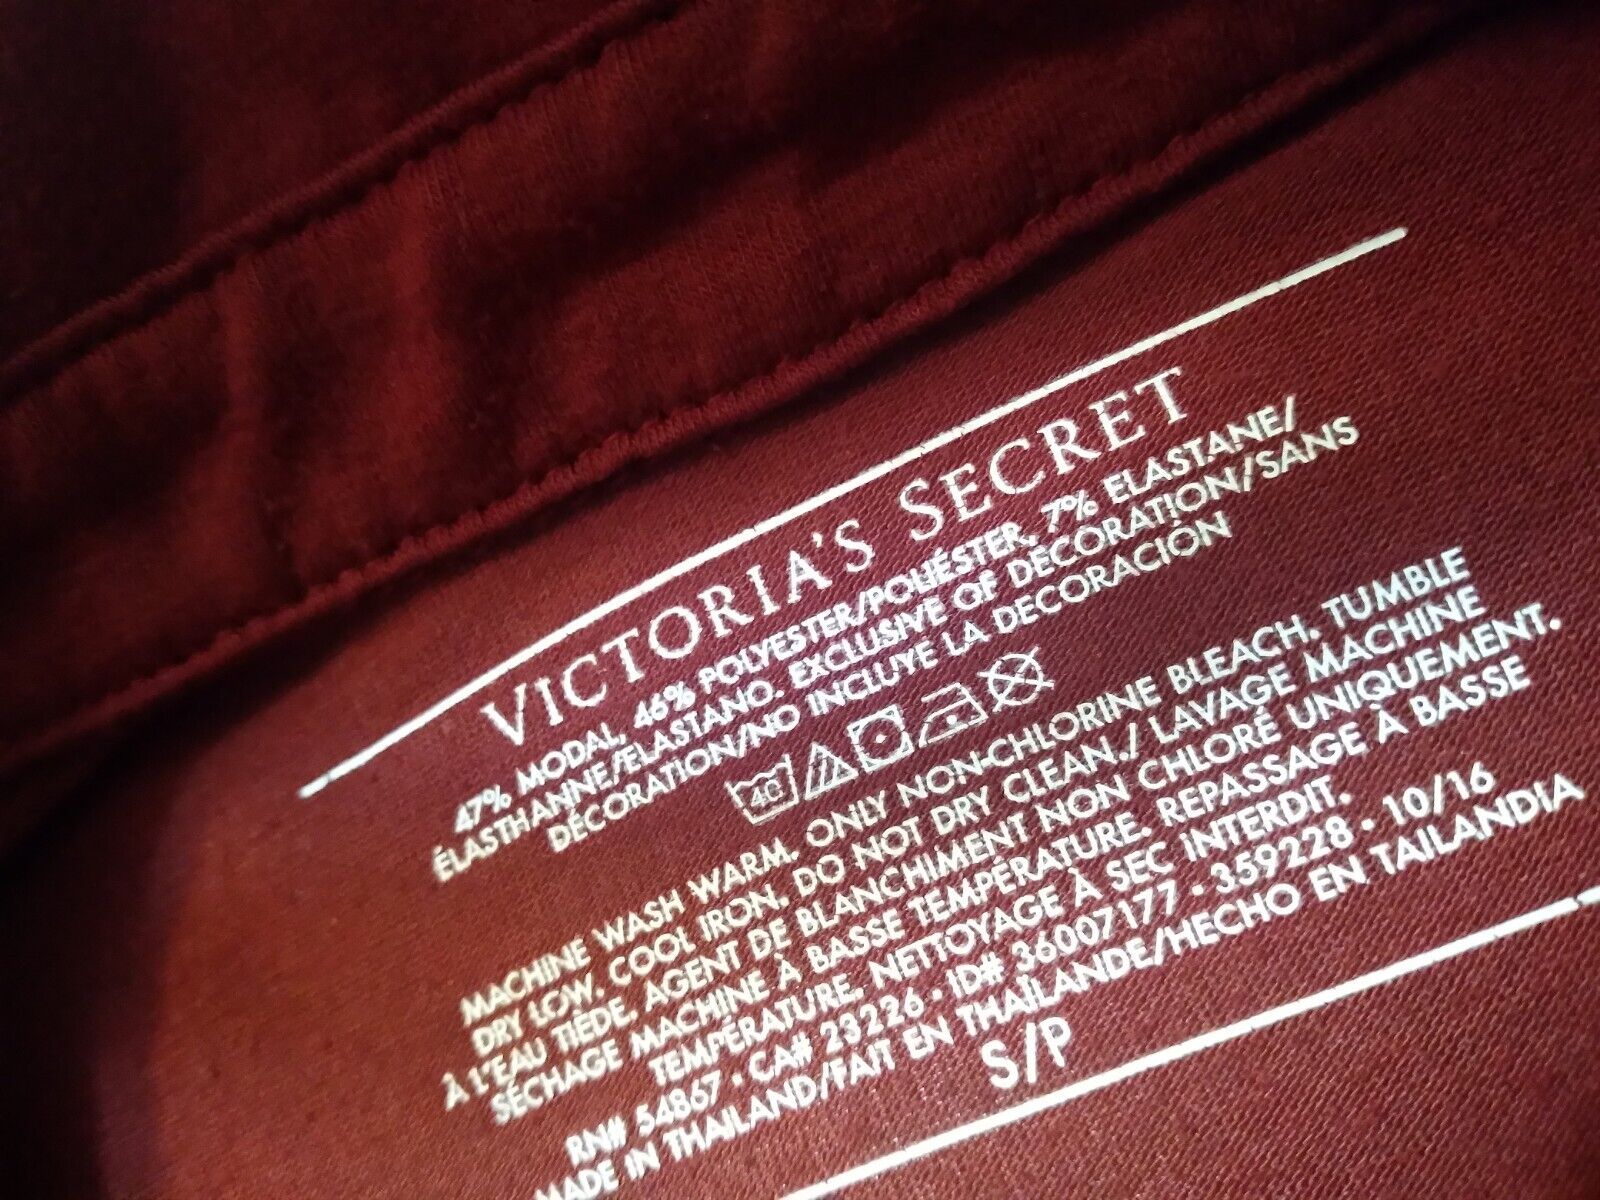 VICTORIA'S SECRET
47% MODAL, 46% POLYESTER/POLIÉSTER, 7% ELASTANE/
ÉLASTHANNE/ELASTANO. EXCLUSIVE OF DECORATION/SANS
DÉCORATION/NO INCLUYE LA DECORACIÓN
40
MACHINE WASH WARM. ONLY NON-CHLORINE BLEACH. TUMBLE
DRY LOW. COOL IRON. DO NOT DRY CLEAN./ LAVAGE MACHINE
À L'EAU TIÈDE. AGENT DE BLANCHIMENT NON CHLORÉ UNIQUEMENT.
SÉCHAGE MACHINE À BASSE TEMPÉRATURE. REPASSAGE À BASSE
TEMPÉRATURE. NETTOYAGE À SEC INTERDIT.
RN# 54867 · CA# 23226 · ID# 36007177 · 359228 · 10/16
MADE IN THAILAND/FAIT EN THAÏLANDE/HECHO EN TAILANDIA
S/P